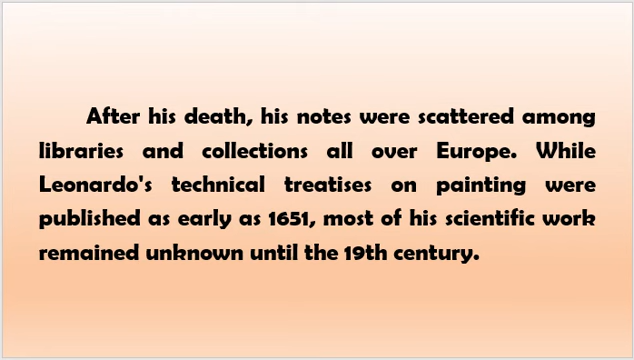 After his death, his notes were scattered among
libraries and collections all over Europe. While
Leonardo's technical treatises on painting were
published as early as 1651, most of his scientific work
remained unknown until the 19th century.